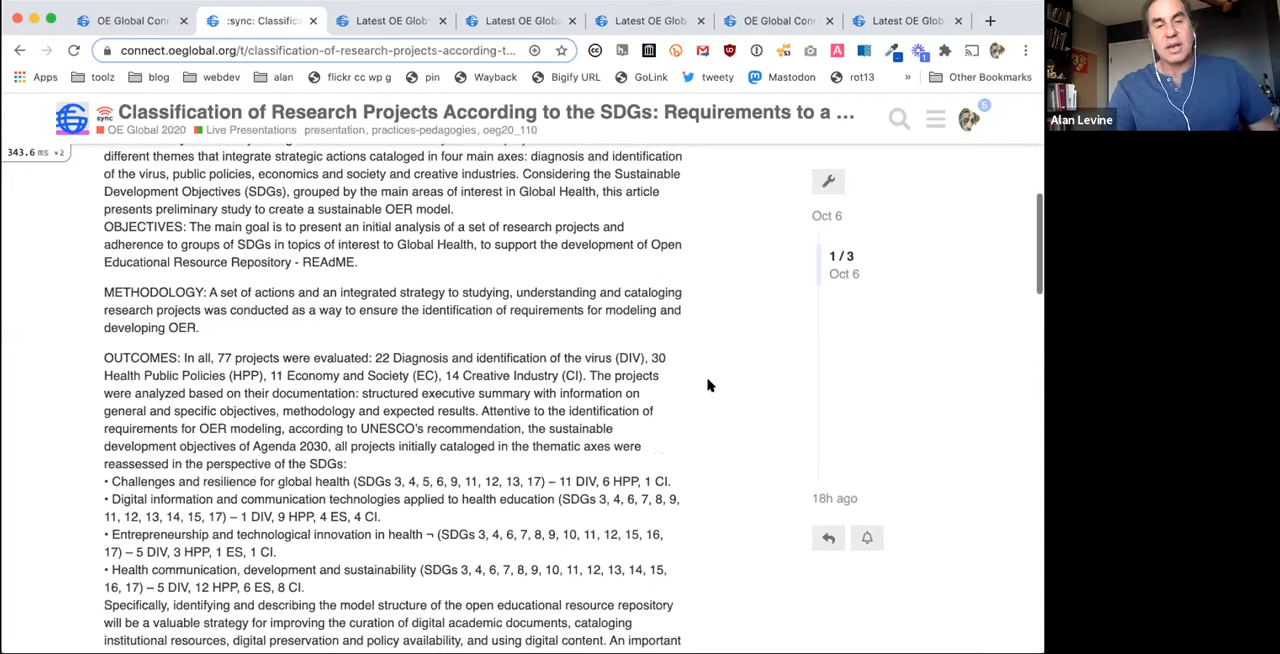 OE Global Conn
:sync: Classifica
Latest OE Glob
Latest OE Globa
Latest OE Glob
OE Global Conn
Latest OE Glob
connect.oeglobal.org/t/classification-of-research-projects-according-t...
Apps toolz blog webdev alan flickr cc wp g pin Wayback Bigify URL GoLink tweety Mastodon rot13 » Other Bookmarks
Alan Levine
sync Classification of Research Projects According to the SDGs: Requirements to a ...
5
OE Global 2020 Live Presentations presentation, practices-pedagogies, oeg20_110
343.6 ms ×2
different themes that integrate strategic actions cataloged in four main axes: diagnosis and identification
of the virus, public policies, economics and society and creative industries. Considering the Sustainable
Development Objectives (SDGs), grouped by the main areas of interest in Global Health, this article
presents preliminary study to create a sustainable OER model.
OBJECTIVES: The main goal is to present an initial analysis of a set of research projects and
adherence to groups of SDGs in topics of interest to Global Health, to support the development of Open
Educational Resource Repository - REAdME.
METHODOLOGY: A set of actions and an integrated strategy to studying, understanding and cataloging
research projects was conducted as a way to ensure the identification of requirements for modeling and
developing OER.
OUTCOMES: In all, 77 projects were evaluated: 22 Diagnosis and identification of the virus (DIV), 30
Health Public Policies (HPP), 11 Economy and Society (EC), 14 Creative Industry (CI). The projects
were analyzed based on their documentation: structured executive summary with information on
general and specific objectives, methodology and expected results. Attentive to the identification of
requirements for OER modeling, according to UNESCO's recommendation, the sustainable
development objectives of Agenda 2030, all projects initially cataloged in the thematic axes were
reassessed in the perspective of the SDGs:
• Challenges and resilience for global health (SDGs 3, 4, 5, 6, 9, 11, 12, 13, 17) – 11 DIV, 6 HPP, 1 CI.
• Digital information and communication technologies applied to health education (SDGs 3, 4, 6, 7, 8, 9,
11, 12, 13, 14, 15, 17) – 1 DIV, 9 HPP, 4 ES, 4 CI.
• Entrepreneurship and technological innovation in health ¬ (SDGs 3, 4, 6, 7, 8, 9, 10, 11, 12, 15, 16,
17) – 5 DIV, 3 HPP, 1 ES, 1 CI.
• Health communication, development and sustainability (SDGs 3, 4, 6, 7, 8, 9, 10, 11, 12, 13, 14, 15,
16, 17) – 5 DIV, 12 HPP, 6 ES, 8 CI.
Specifically, identifying and describing the model structure of the open educational resource repository
will be a valuable strategy for improving the curation of digital academic documents, cataloging
institutional resources, digital preservation and policy availability, and using digital content. An important
Oct 6
1 / 3
Oct 6
18h ago